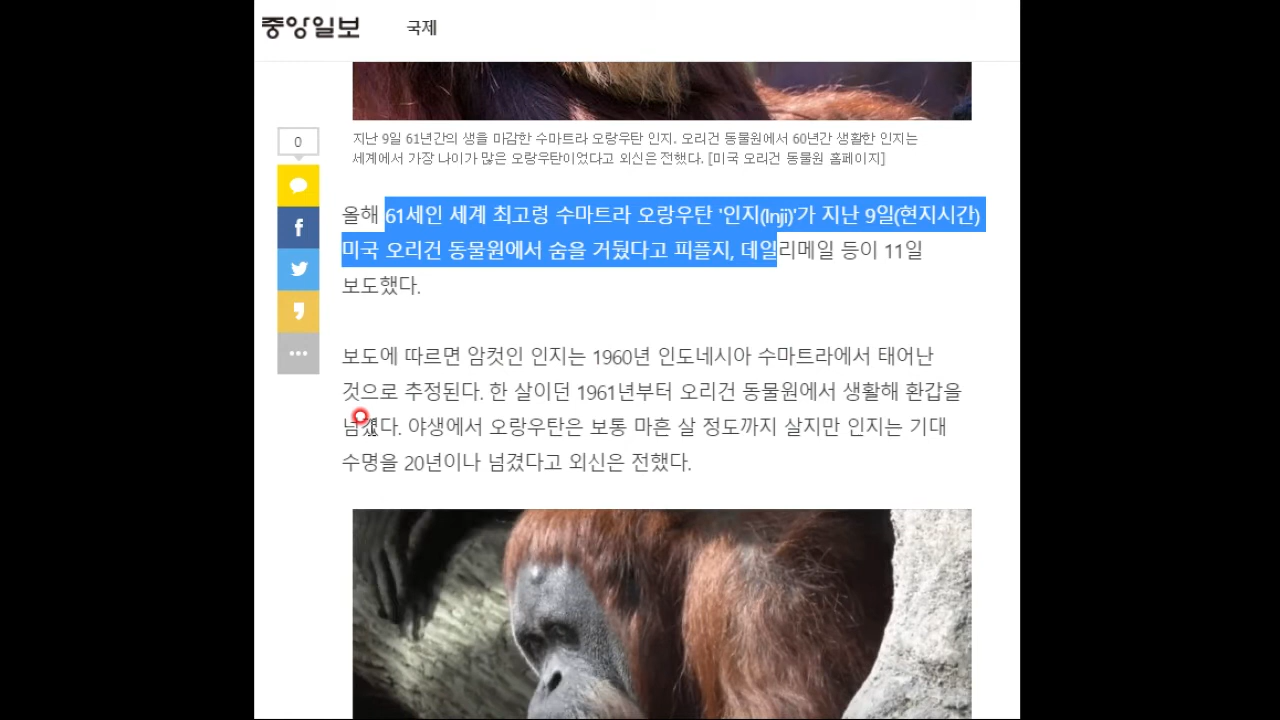 중앙일보 국제
지난 9일 61년간의 생을 마감한 수마트라 오랑우탄 인지. 오리건 동물원에서 60년간 생활한 인지는
세계에서 가장 나이가 많은 오랑우탄이었다고 외신은 전했다. [미국 오리건 동물원 홈페이지]
0
올해 61세인 세계 최고령 수마트라 오랑우탄 '인지(Inji)'가 지난 9일(현지시간)
미국 오리건 동물원에서 숨을 거뒀다고 피플지, 데일리메일 등이 11일
보도했다.
보도에 따르면 암컷인 인지는 1960년 인도네시아 수마트라에서 태어난
것으로 추정된다. 한 살이던 1961년부터 오리건 동물원에서 생활해 환갑을
넘겼다. 야생에서 오랑우탄은 보통 마흔 살 정도까지 살지만 인지는 기대
수명을 20년이나 넘겼다고 외신은 전했다.